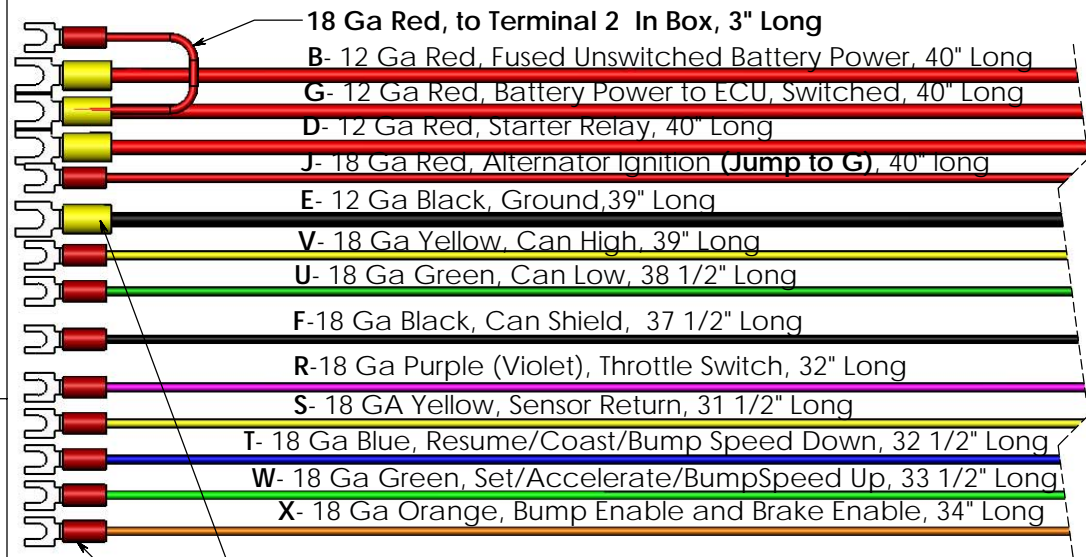 18 Ga Red, to Terminal 2 In Box, 3" Long
B- 12 Ga Red, Fused Unswitched Battery Power, 40" Long
G- 12 Ga Red, Battery Power to ECU, Switched, 40" Long
D- 12 Ga Red, Starter Relay, 40" Long
J- 18 Ga Red, Alternator Ignition (Jump to G), 40" long
E- 12 Ga Black, Ground,39" Long
V- 18 Ga Yellow, Can High, 39" Long
U- 18 Ga Green, Can Low, 38 1/2" Long
F-18 Ga Black, Can Shield, 37 1/2" Long
R-18 Ga Purple (Violet), Throttle Switch, 32" Long
S- 18 GA Yellow, Sensor Return, 31 1/2" Long
T- 18 Ga Blue, Resume/Coast/Bump Speed Down, 32 1/2" Long
W- 18 Ga Green, Set/Accelerate/BumpSpeed Up, 33 1/2" Long
X- 18 Ga Orange, Bump Enable and Brake Enable, 34" Long